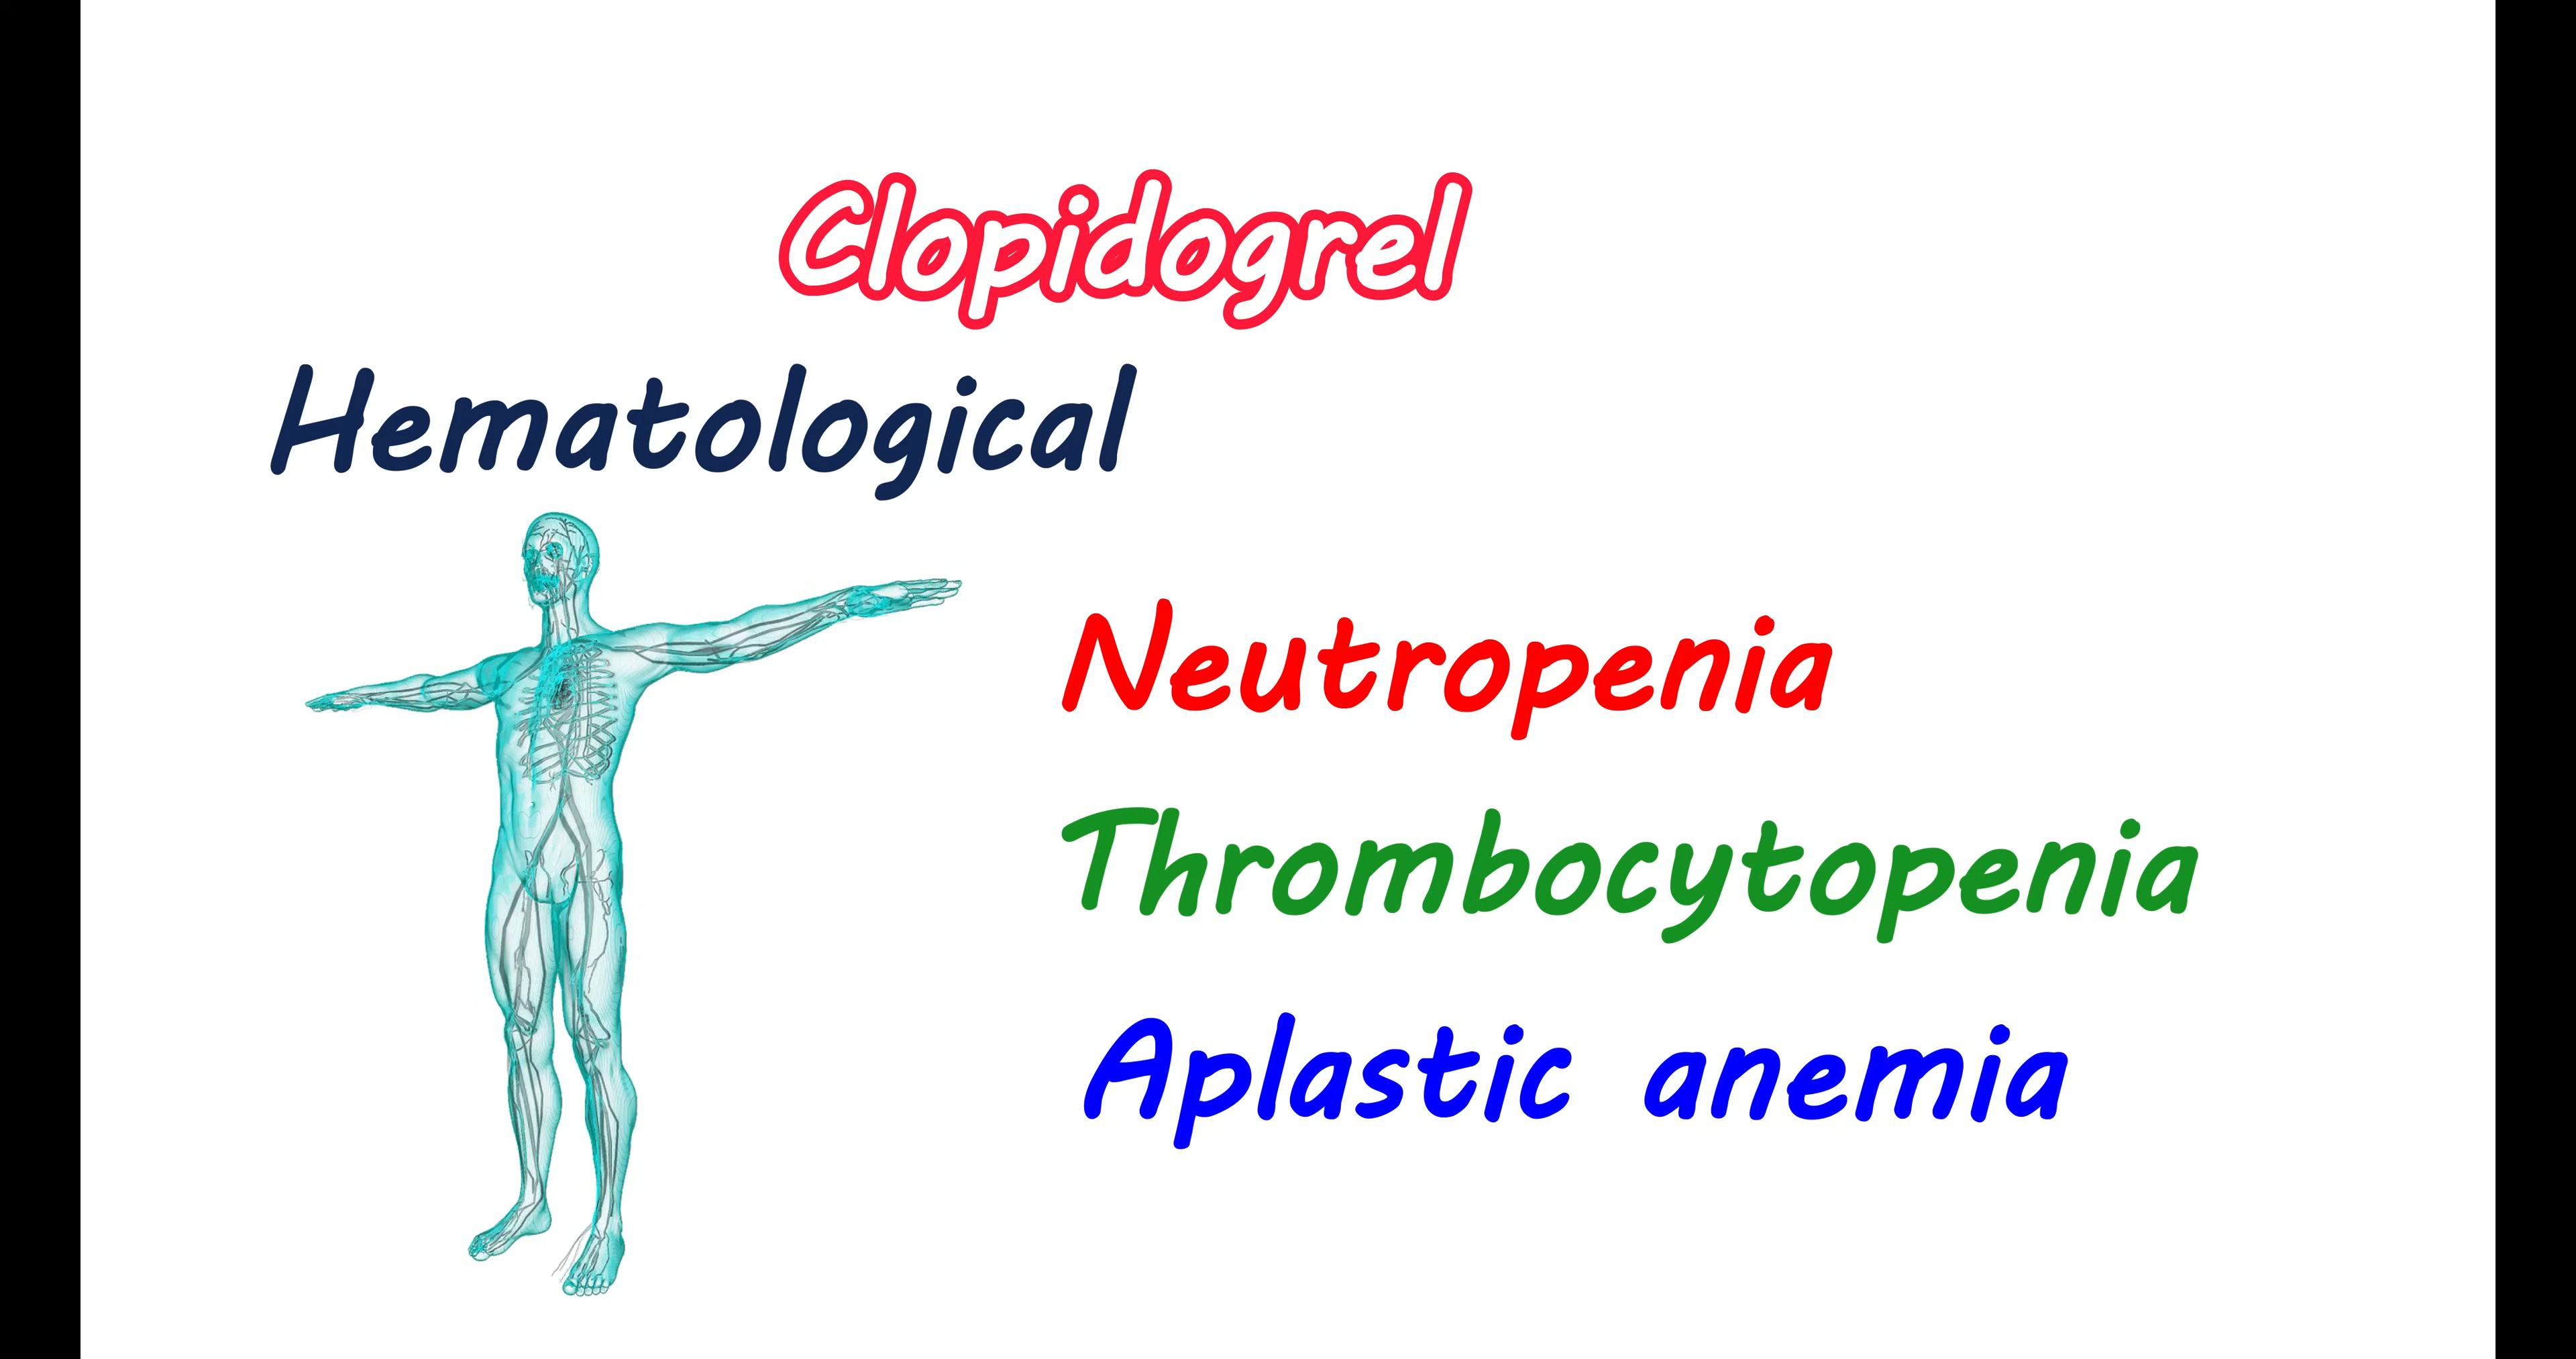 Clopidogrel
Hematological
Neutropenia
Thrombocytopenia
Aplastic anemia